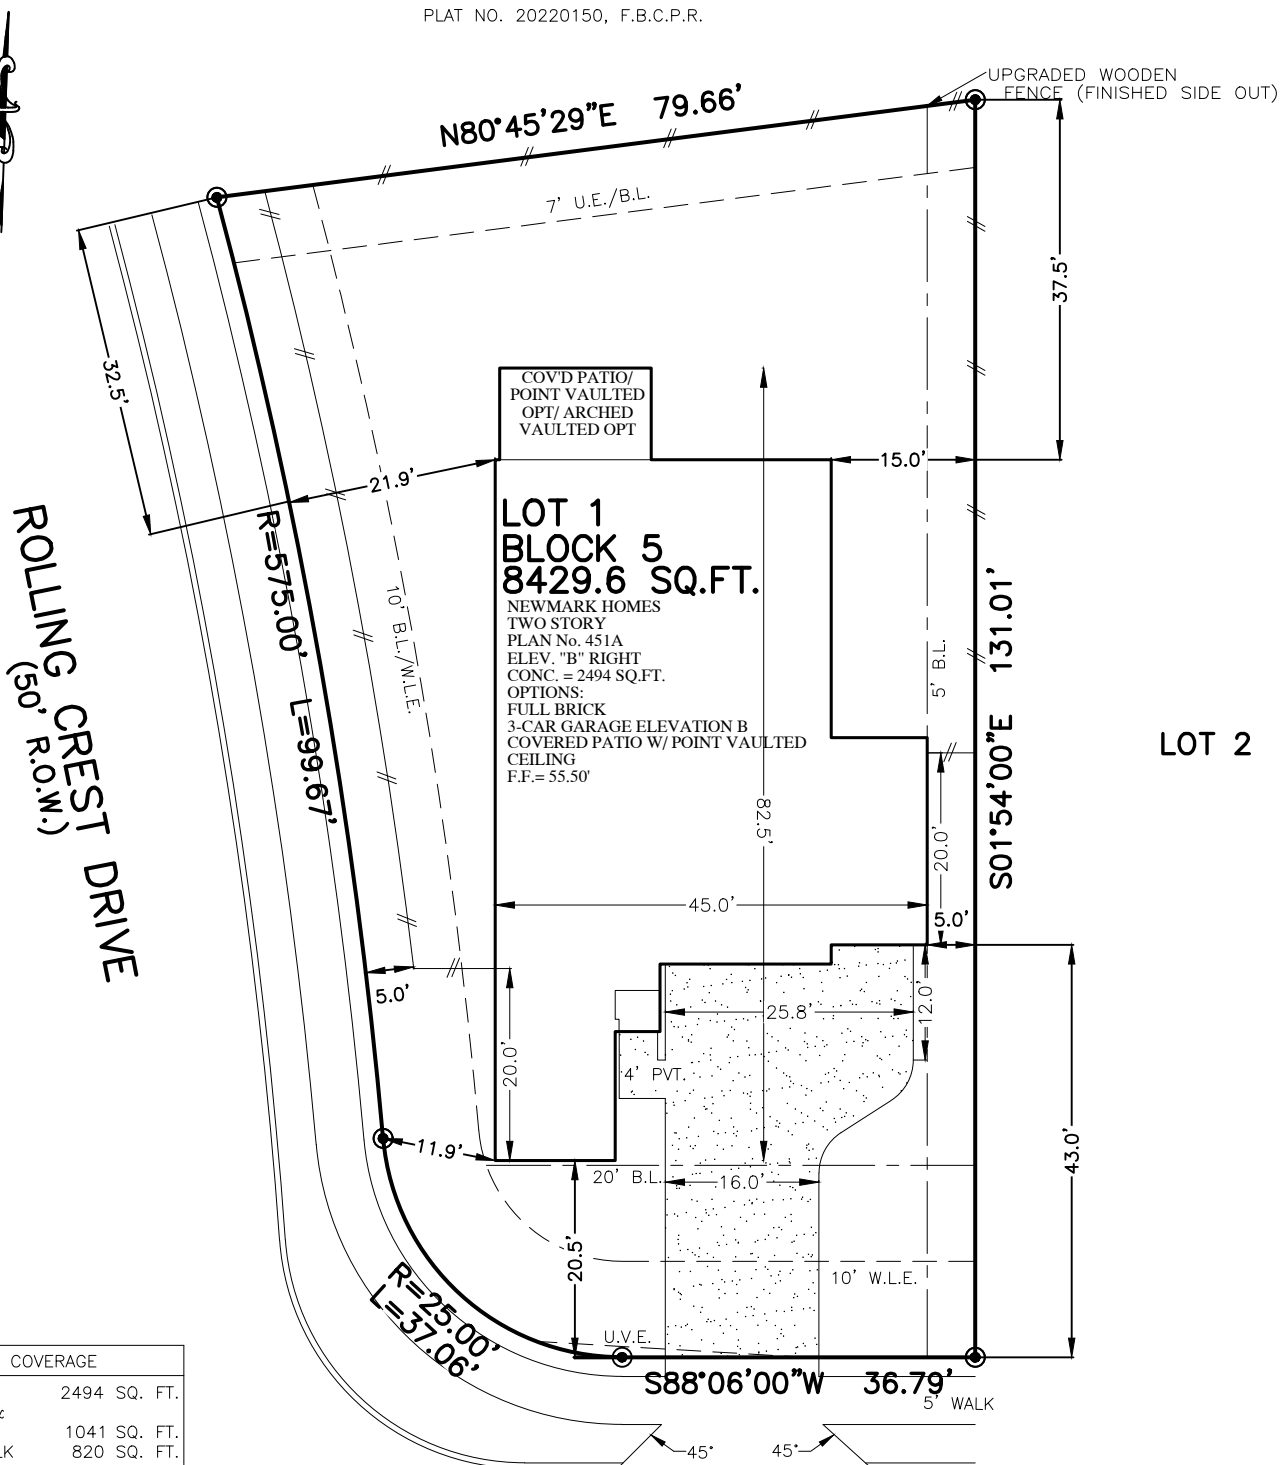 PLAT NO. 20220150, F.B.C.P.R.
UPGRADED WOODEN
FENCE (FINISHED SIDE OUT)
N80°45'29"E 79.66'
7' U.E./B.L.
37.5'
32.5'
COV'D PATIO/
POINT VAULTED
OPT/ ARCHED
VAULTED OPT
15.0'
21.9'
LOT 1
BLOCK 5
8429.6 SQ.FT.
NEWMARK HOMES
TWO STORY
PLAN No. 451A
ELEV. "B" RIGHT
CONC. = 2494 SQ.FT.
OPTIONS:
FULL BRICK
3-CAR GARAGE ELEVATION B
COVERED PATIO W/ POINT VAULTED
CEILING
F.F.= 55.50'
R=575.00' L=99.67'
10' B.L./W.L.E.
ROLLING CREST DRIVE
(50' R.O.W.)
5' B.L.
S01°54'00"E 131.01'
LOT 2
82.5'
20.0'
45.0'
5.0'
5.0'
25.8'
12.0'
20.0'
4' PVT.
43.0'
11.9'
20' B.L.
16.0'
20.5'
10' W.L.E.
R=25.00'
L=37.06'
U.V.E.
S88°06'00"W 36.79'
5' WALK
45°
45°
COVERAGE
2494 SQ. FT.
1041 SQ. FT.
820 SQ. FT.